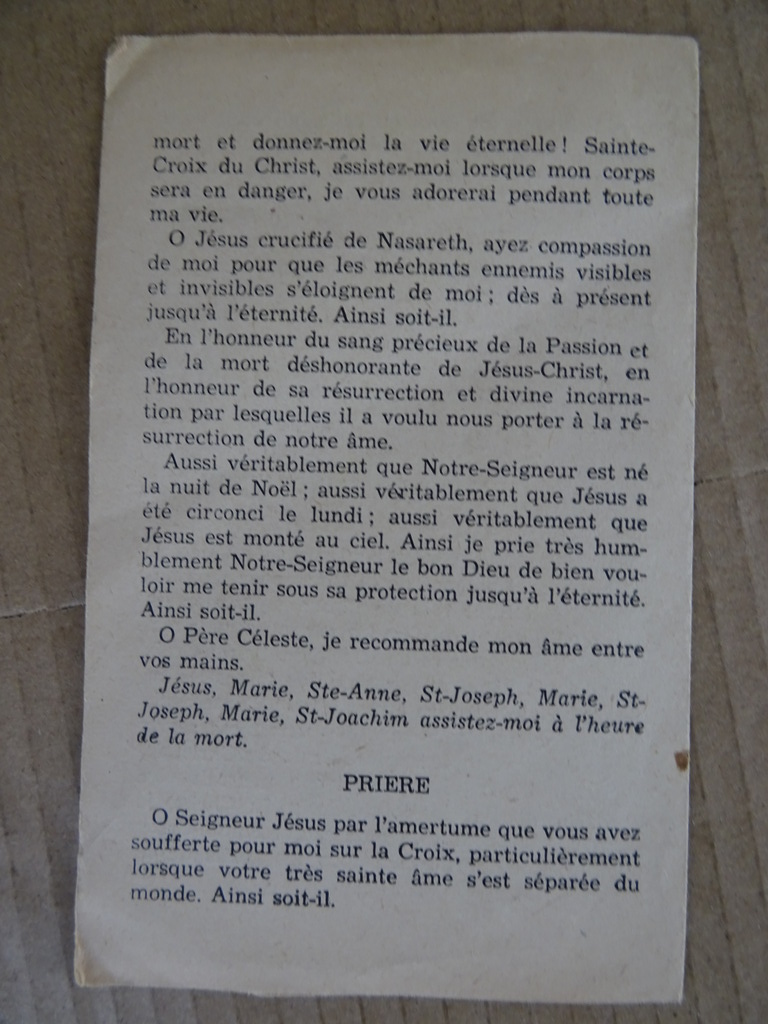 mort et donnez-moi la vie éternelle! Sainte-
Croix du Christ, assistez-moi lorsque mon corps
sera en danger, je vous adorerai pendant toute
ma vie.
O Jésus crucifié de Nasareth, ayez compassion
de moi pour que les méchants ennemis visibles
et invisibles s'éloignent de moi; dès à présent
jusqu'à l'éternité. Ainsi soit-il.
En l'honneur du sang précieux de la Passion et
de la mort déshonorante de Jésus-Christ, en
l'honneur de sa résurrection et divine incarna-
tion par lesquelles il a voulu nous porter à la ré-
surrection de notre âme.
Aussi véritablement que Notre-Seigneur est né
la nuit de Noël; aussi véritablement que Jésus a
été circonci le lundi; aussi véritablement que
Jésus est monté au ciel. Ainsi je prie très hum-
blement Notre-Seigneur le bon Dieu de bien vou-
loir me tenir sous sa protection jusqu'à l'éternité.
Ainsi soit-il.
O Père Céleste, je recommande mon âme entre
vos mains.
Jésus, Marie, Ste-Anne, St-Joseph, Marie, St-
Joseph, Marie, St-Joachim assistez-moi à l'heure
de la mort.
PRIERE
O Seigneur Jésus par l'amertume que vous avez
soufferte pour moi sur la Croix, particulièrement
lorsque votre très sainte âme s'est séparée du
monde. Ainsi soit-il.